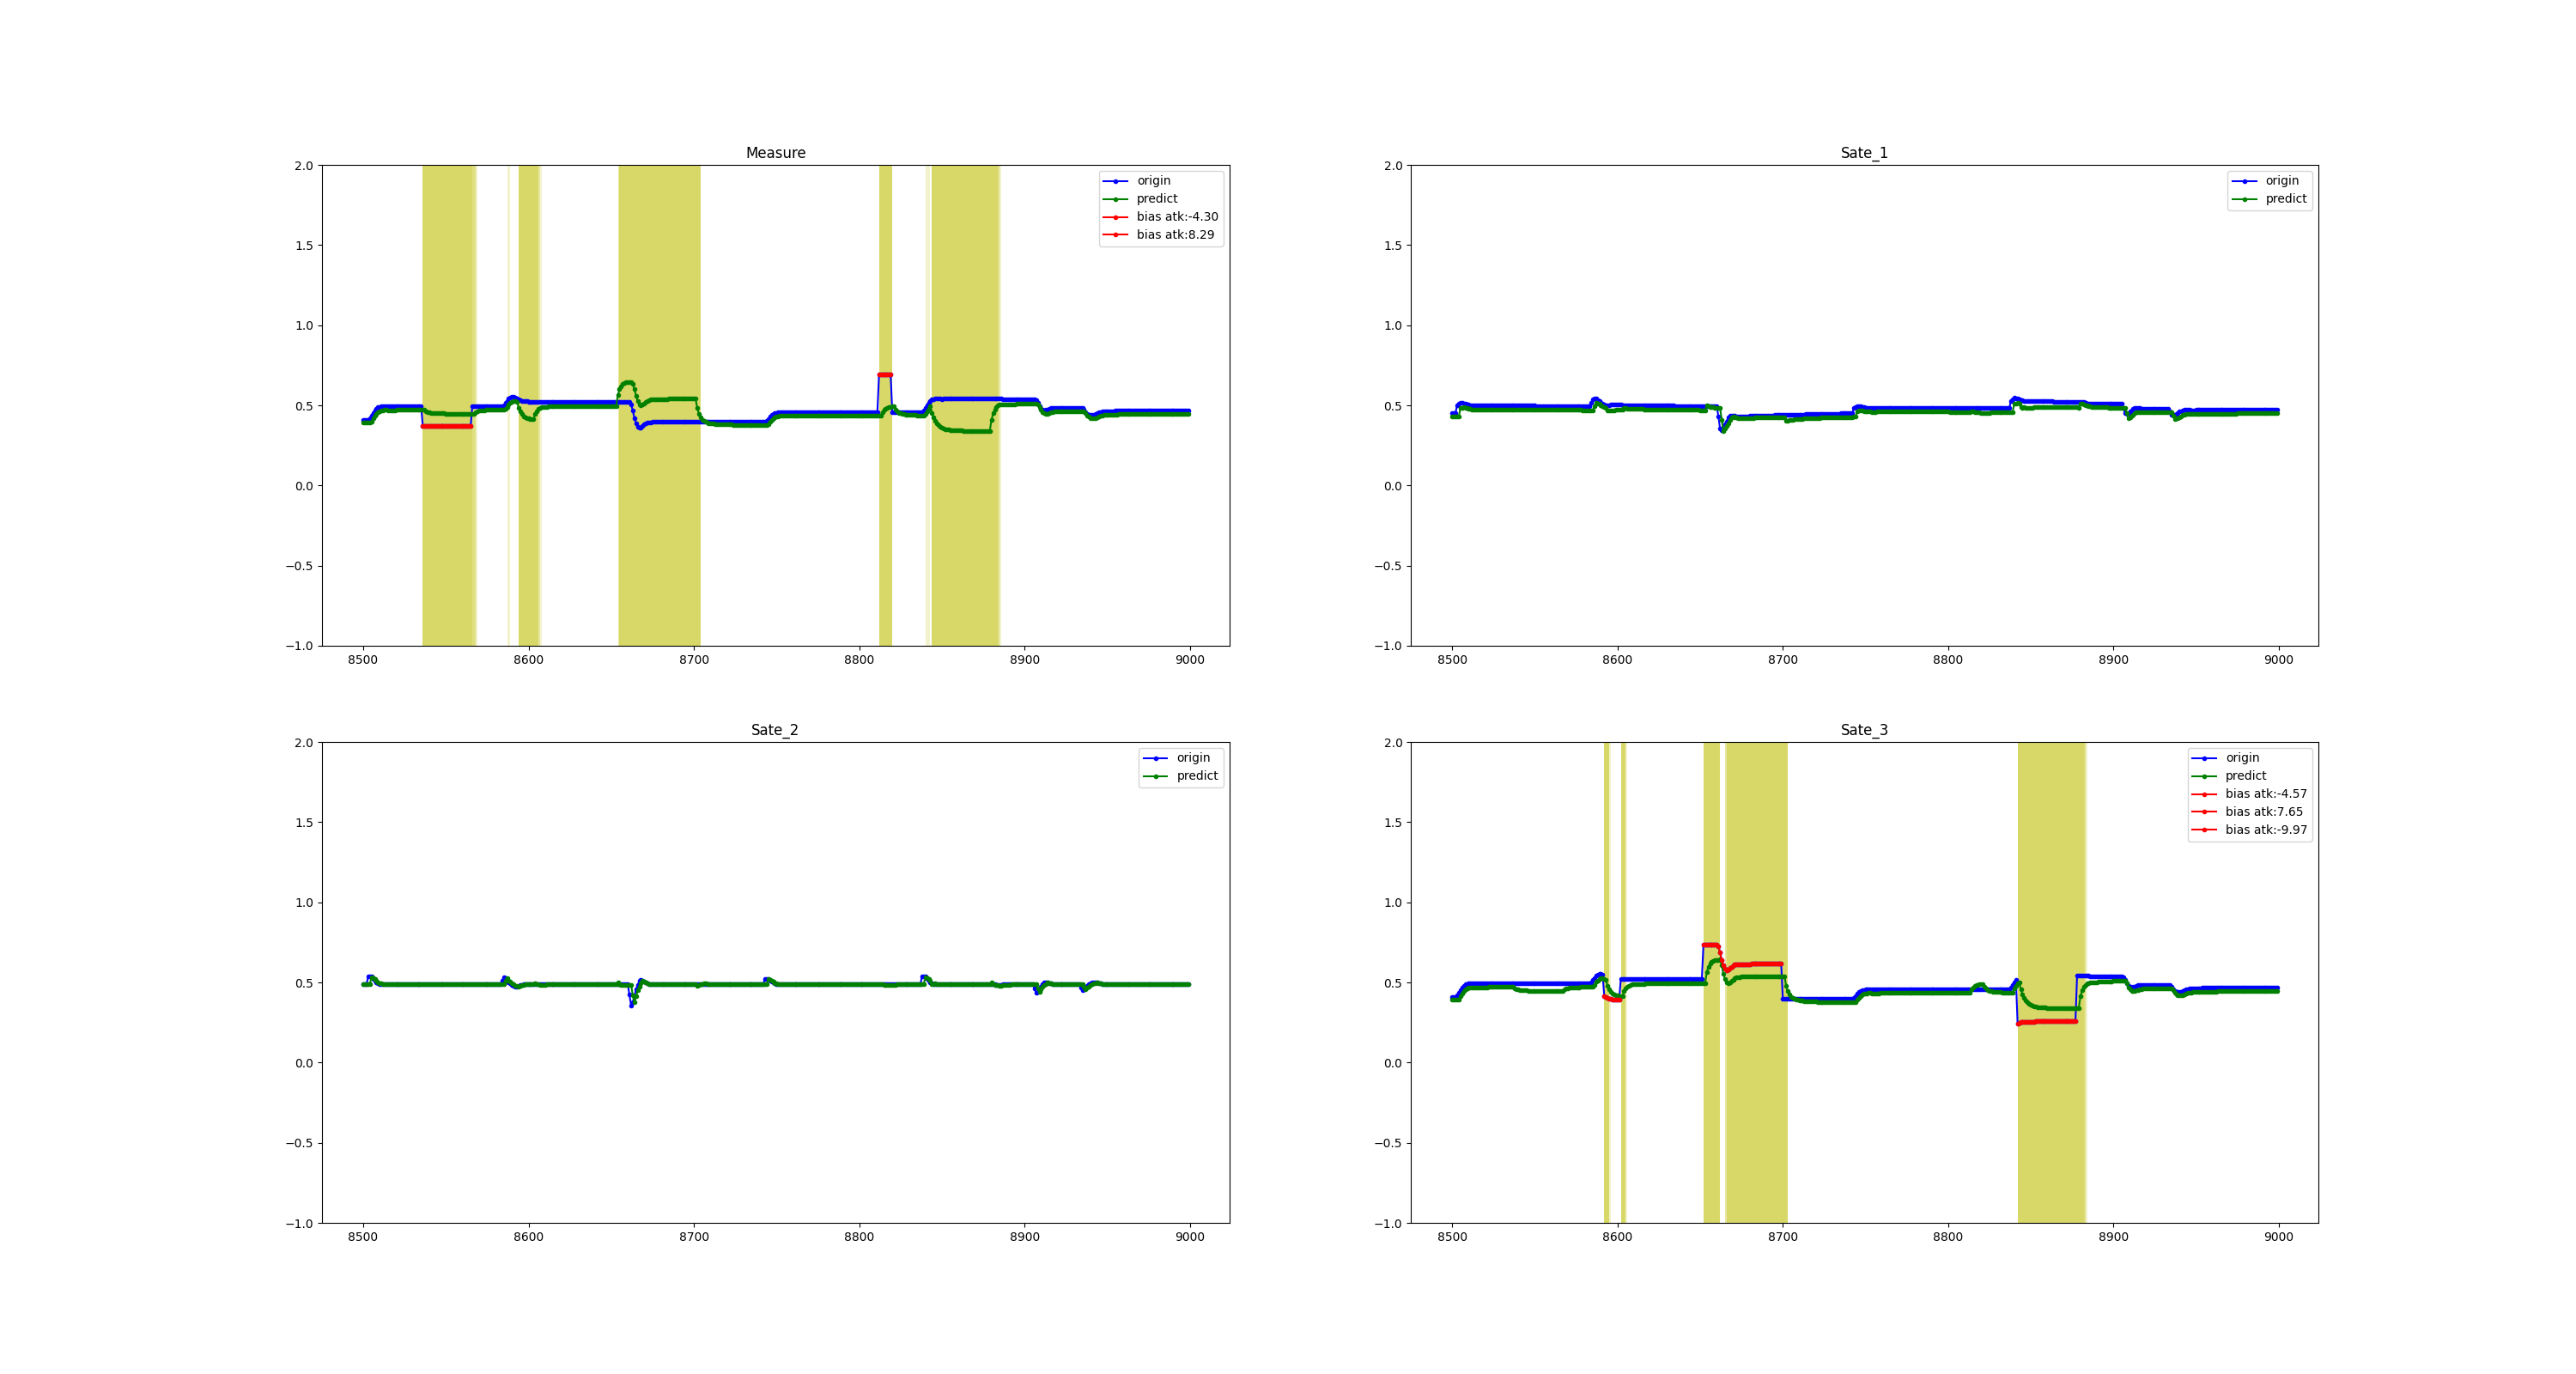 Measure
2.0
1.5
1.0
0.5
0.0
−0.5
−1.0
8500 8600 8700 8800 8900 9000
origin
predict
bias atk:-4.30
bias atk:8.29
Sate_1
2.0
1.5
1.0
0.5
0.0
−0.5
−1.0
8500 8600 8700 8800 8900 9000
origin
predict
Sate_2
2.0
1.5
1.0
0.5
0.0
−0.5
−1.0
8500 8600 8700 8800 8900 9000
origin
predict
Sate_3
2.0
1.5
1.0
0.5
0.0
−0.5
−1.0
8500 8600 8700 8800 8900 9000
origin
predict
bias atk:-4.57
bias atk:7.65
bias atk:-9.97